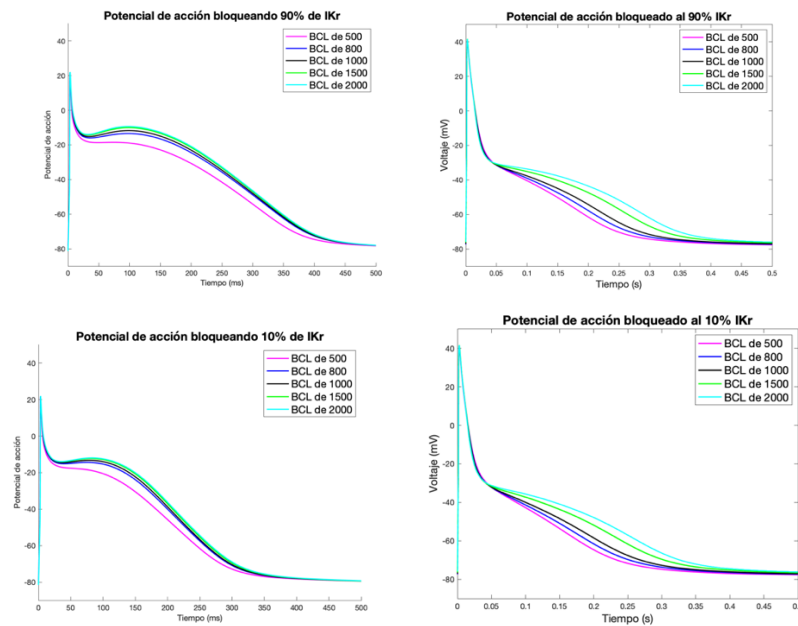 Potencial de acción bloqueando 90% de IKr
BCL de 500
BCL de 800
BCL de 1000
BCL de 1500
BCL de 2000
40
20
0
-20
-40
-60
-80
Potencial de acción
0
50
100
150
200
250
300
350
400
450
500
Tiempo (ms)
Potencial de acción bloqueado al 90% IKr
BCL de 500
BCL de 800
BCL de 1000
BCL de 1500
BCL de 2000
40
20
0
-20
-40
-60
-80
Voltaje (mV)
0
0.05
0.1
0.15
0.2
0.25
0.3
0.35
0.4
0.45
0.5
Tiempo (s)
Potencial de acción bloqueando 10% de IKr
BCL de 500
BCL de 800
BCL de 1000
BCL de 1500
BCL de 2000
40
20
0
-20
-40
-60
-80
Potencial de acción
0
50
100
150
200
250
300
350
400
450
500
Tiempo (ms)
Potencial de acción bloqueado al 10% IKr
BCL de 500
BCL de 800
BCL de 1000
BCL de 1500
BCL de 2000
40
20
0
-20
-40
-60
-80
Voltaje (mV)
0
0.05
0.1
0.15
0.2
0.25
0.3
0.35
0.4
0.45
0.5
Tiempo (s)